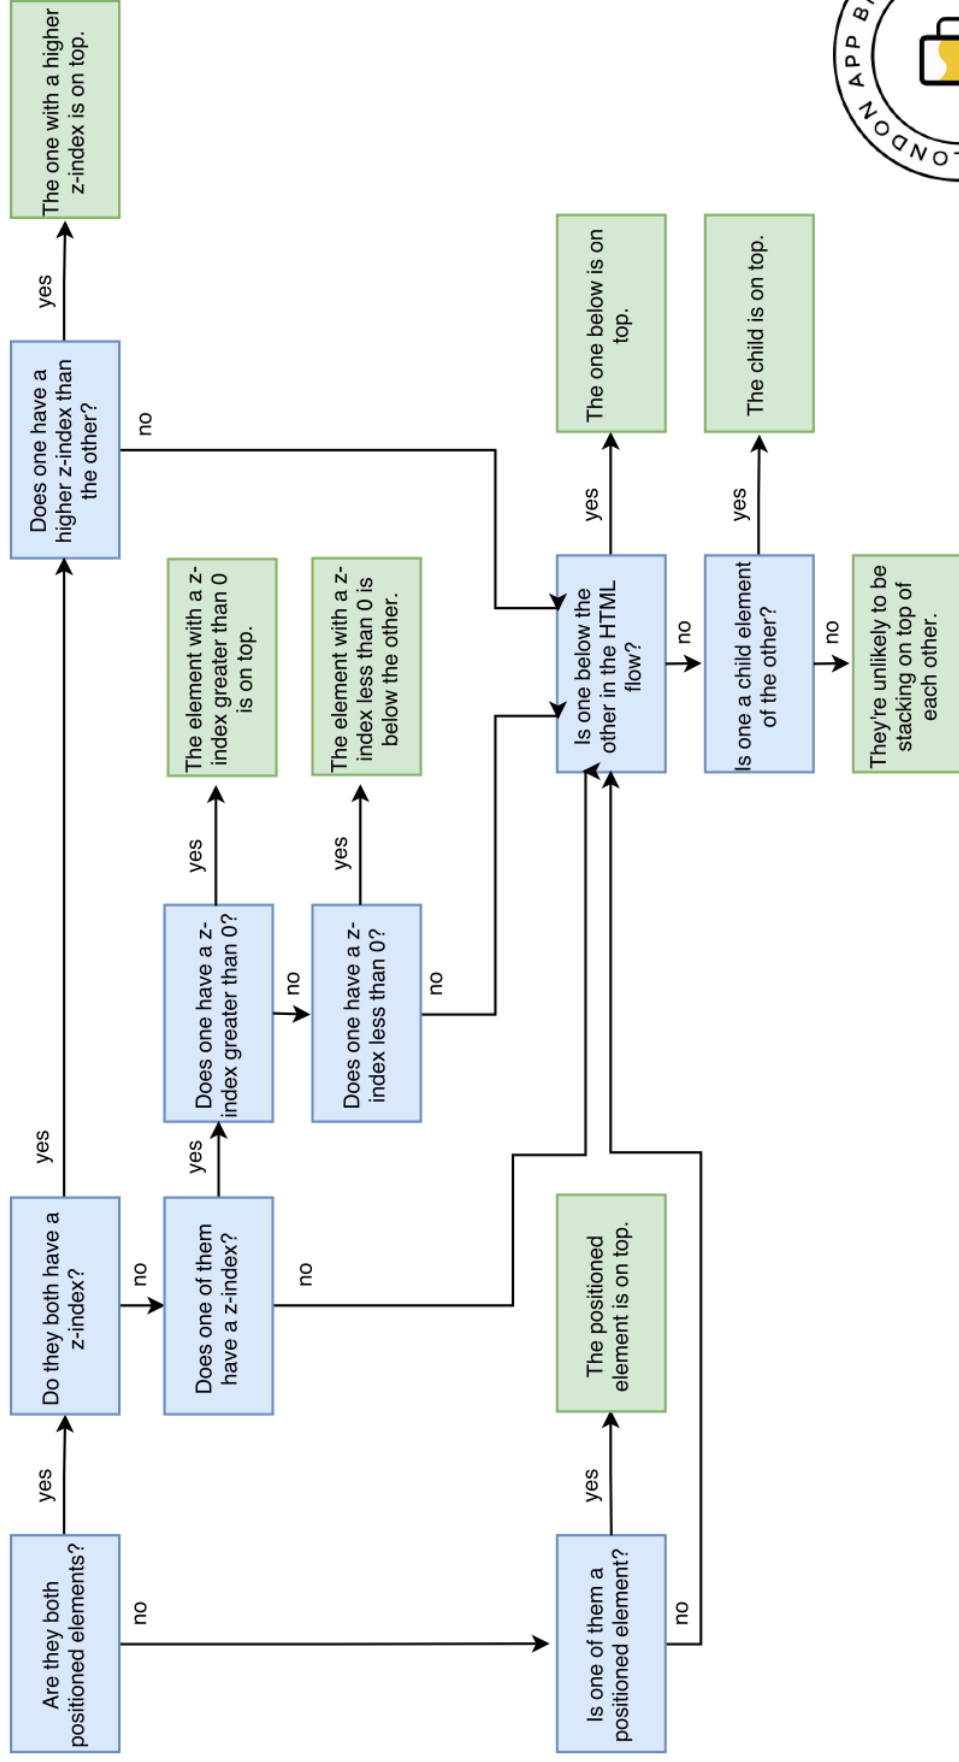 Are they both
positioned elements?
yes
no
Do they both have a
z-index?
yes
no
Does one have a
higher z-index than
the other?
yes
no
The one with a higher
z-index is on top.
Does one of them
have a z-index?
yes
no
Does one have a z-
index greater than 0?
yes
no
The element with a z-
index greater than 0
is on top.
Does one have a z-
index less than 0?
yes
no
The element with a z-
index less than 0 is
below the other.
Is one of them a
positioned element?
yes
no
The positioned
element is on top.
Is one below the
other in the HTML
flow?
yes
no
The one below is on
top.
Is one a child element
of the other?
yes
no
The child is on top.
They're unlikely to be
stacking on top of
each other.
LONDON APP